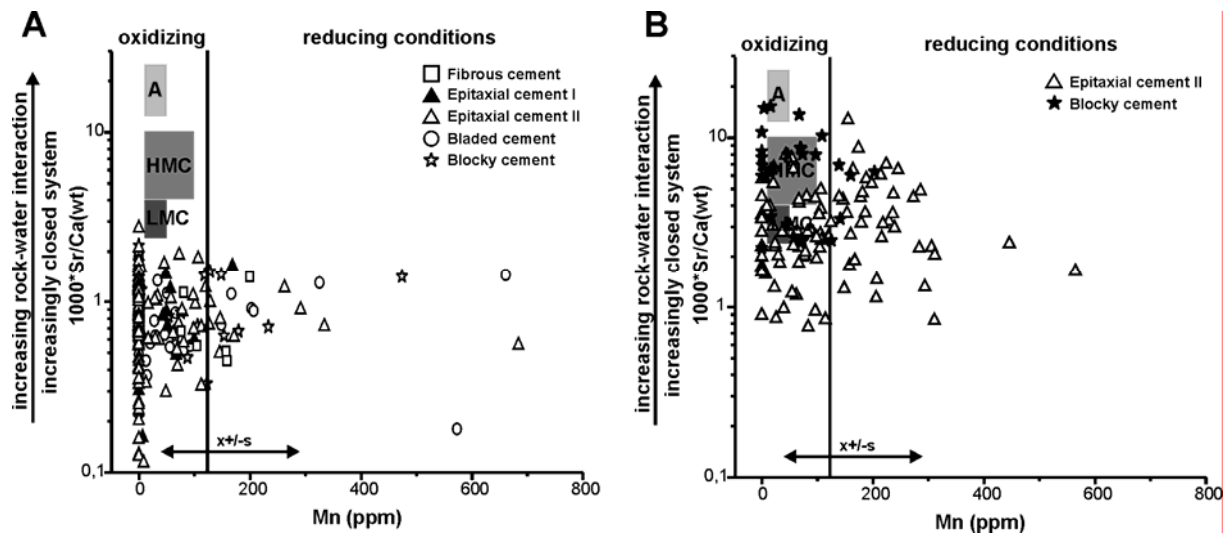 A
oxidizing
reducing conditions
increasing rock-water interaction
increasingly closed system
1000*Sr/Ca(wt)
10
1
0,1
A
HMC
LMC
Fibrous cement
Epitaxial cement I
Epitaxial cement II
Bladed cement
Blocky cement
x+/-s
0
200
400
600
800
Mn (ppm)
B
oxidizing
reducing conditions
increasing rock-water interaction
increasingly closed system
1000*Sr/Ca(wt)
10
1
0,1
A
Epitaxial cement II
Blocky cement
x+/-s
0
200
400
600
800
Mn (ppm)